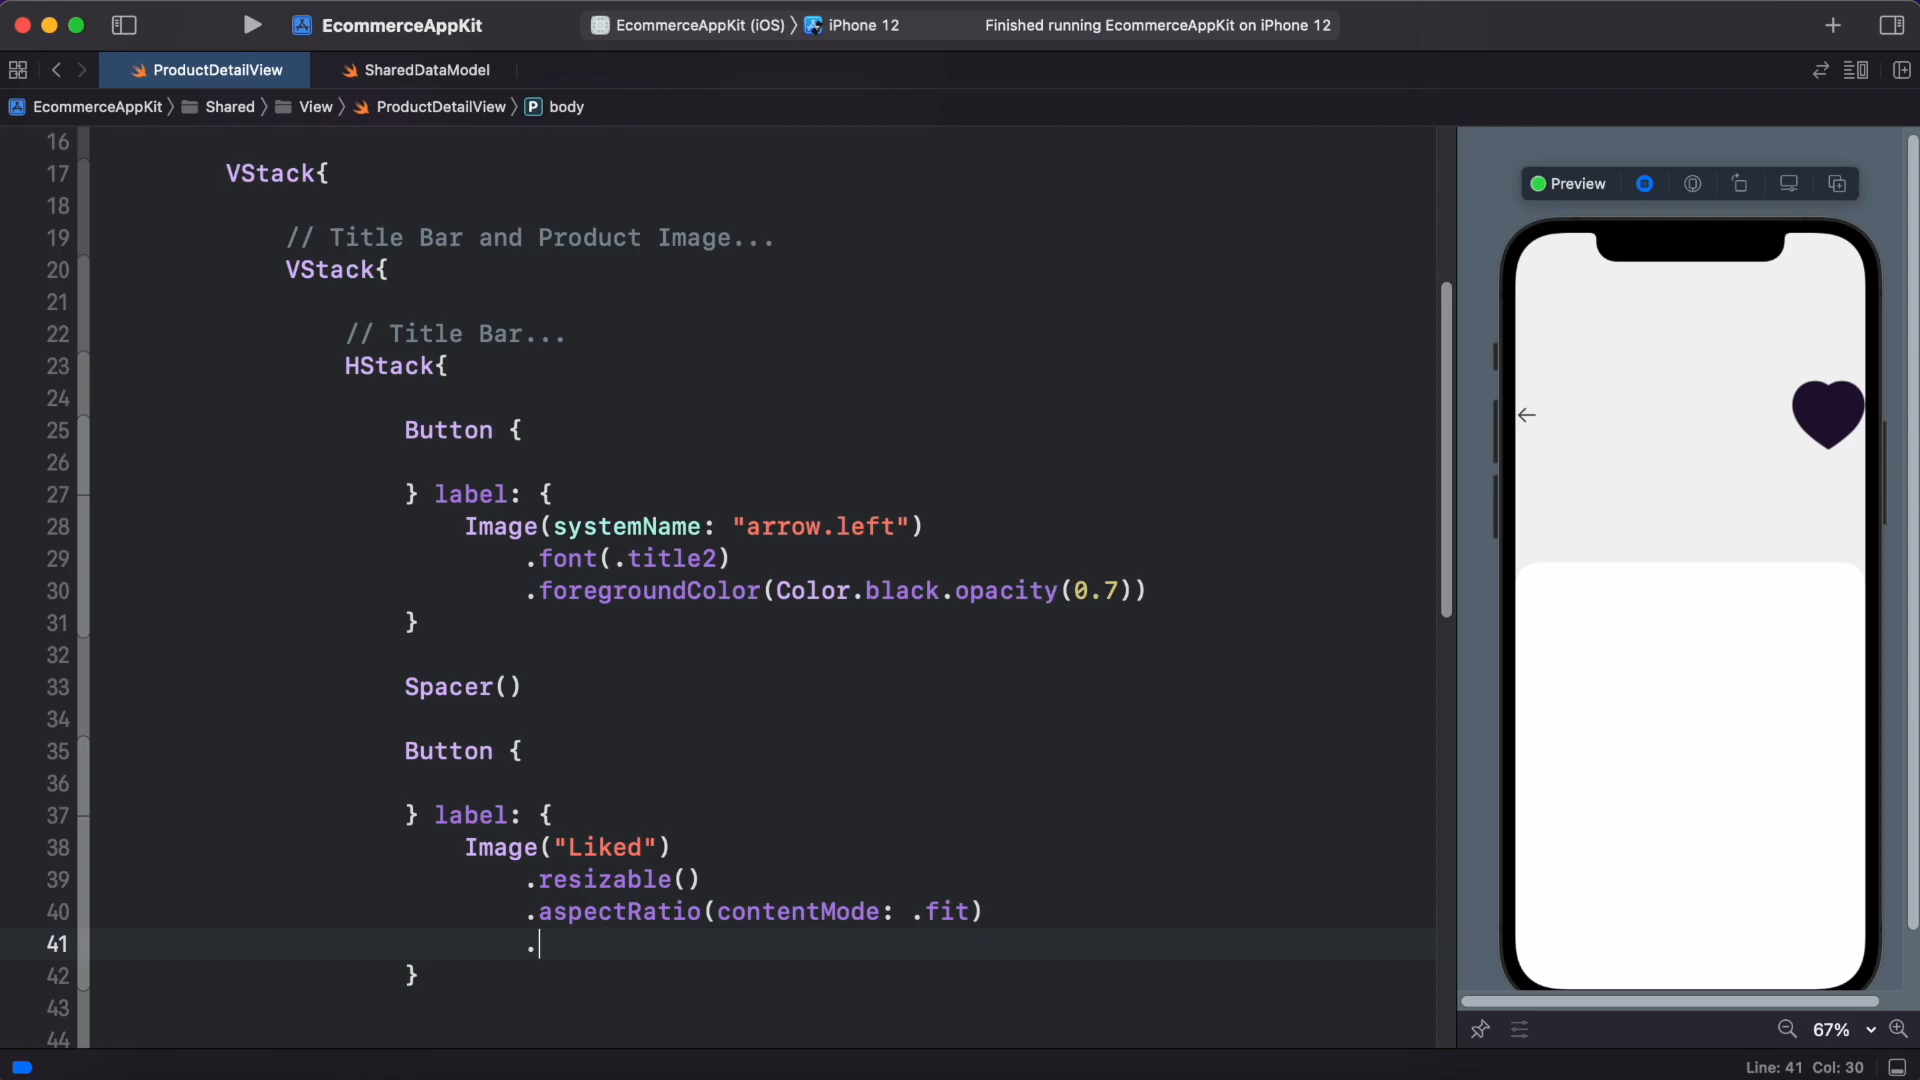 EcommerceAppKit
EcommerceAppKit (iOS) 〉 iPhone 12
Finished running EcommerceAppKit on iPhone 12
ProductDetailView
SharedDataModel
EcommerceAppKit 〉 Shared 〉 View 〉 ProductDetailView 〉 P body
16
17 VStack{
18
19 // Title Bar and Product Image...
20 VStack{
21
22 // Title Bar...
23 HStack{
24
25 Button {
26
27 } label: {
28 Image(systemName: "arrow.left")
29 .font(.title2)
30 .foregroundColor(Color.black.opacity(0.7))
31 }
32
33 Spacer()
34
35 Button {
36
37 } label: {
38 Image("Liked")
39 .resizable()
40 .aspectRatio(contentMode: .fit)
41 .
42 }
43
44
Preview
67%
Line: 41 Col: 30